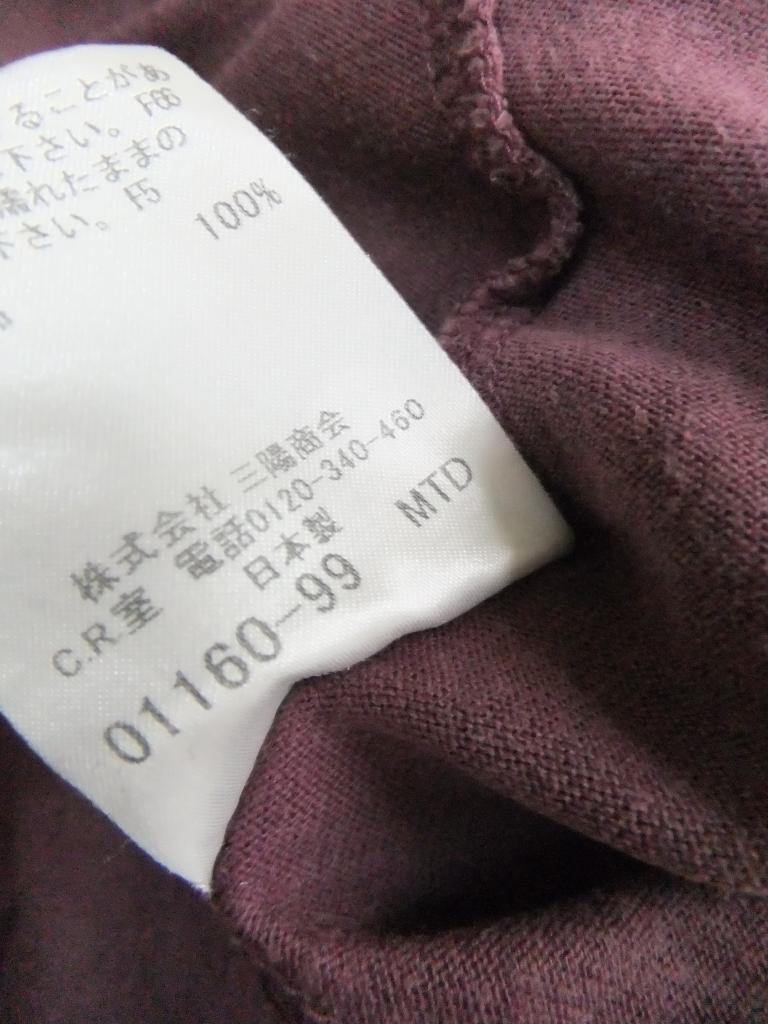 ることがあ
下さい。 F66
濡れたままの
下さい。 F5
100%
株式会社 三陽商会
C.R.室 電話0120-340-460
日本製 MTD
01160-99